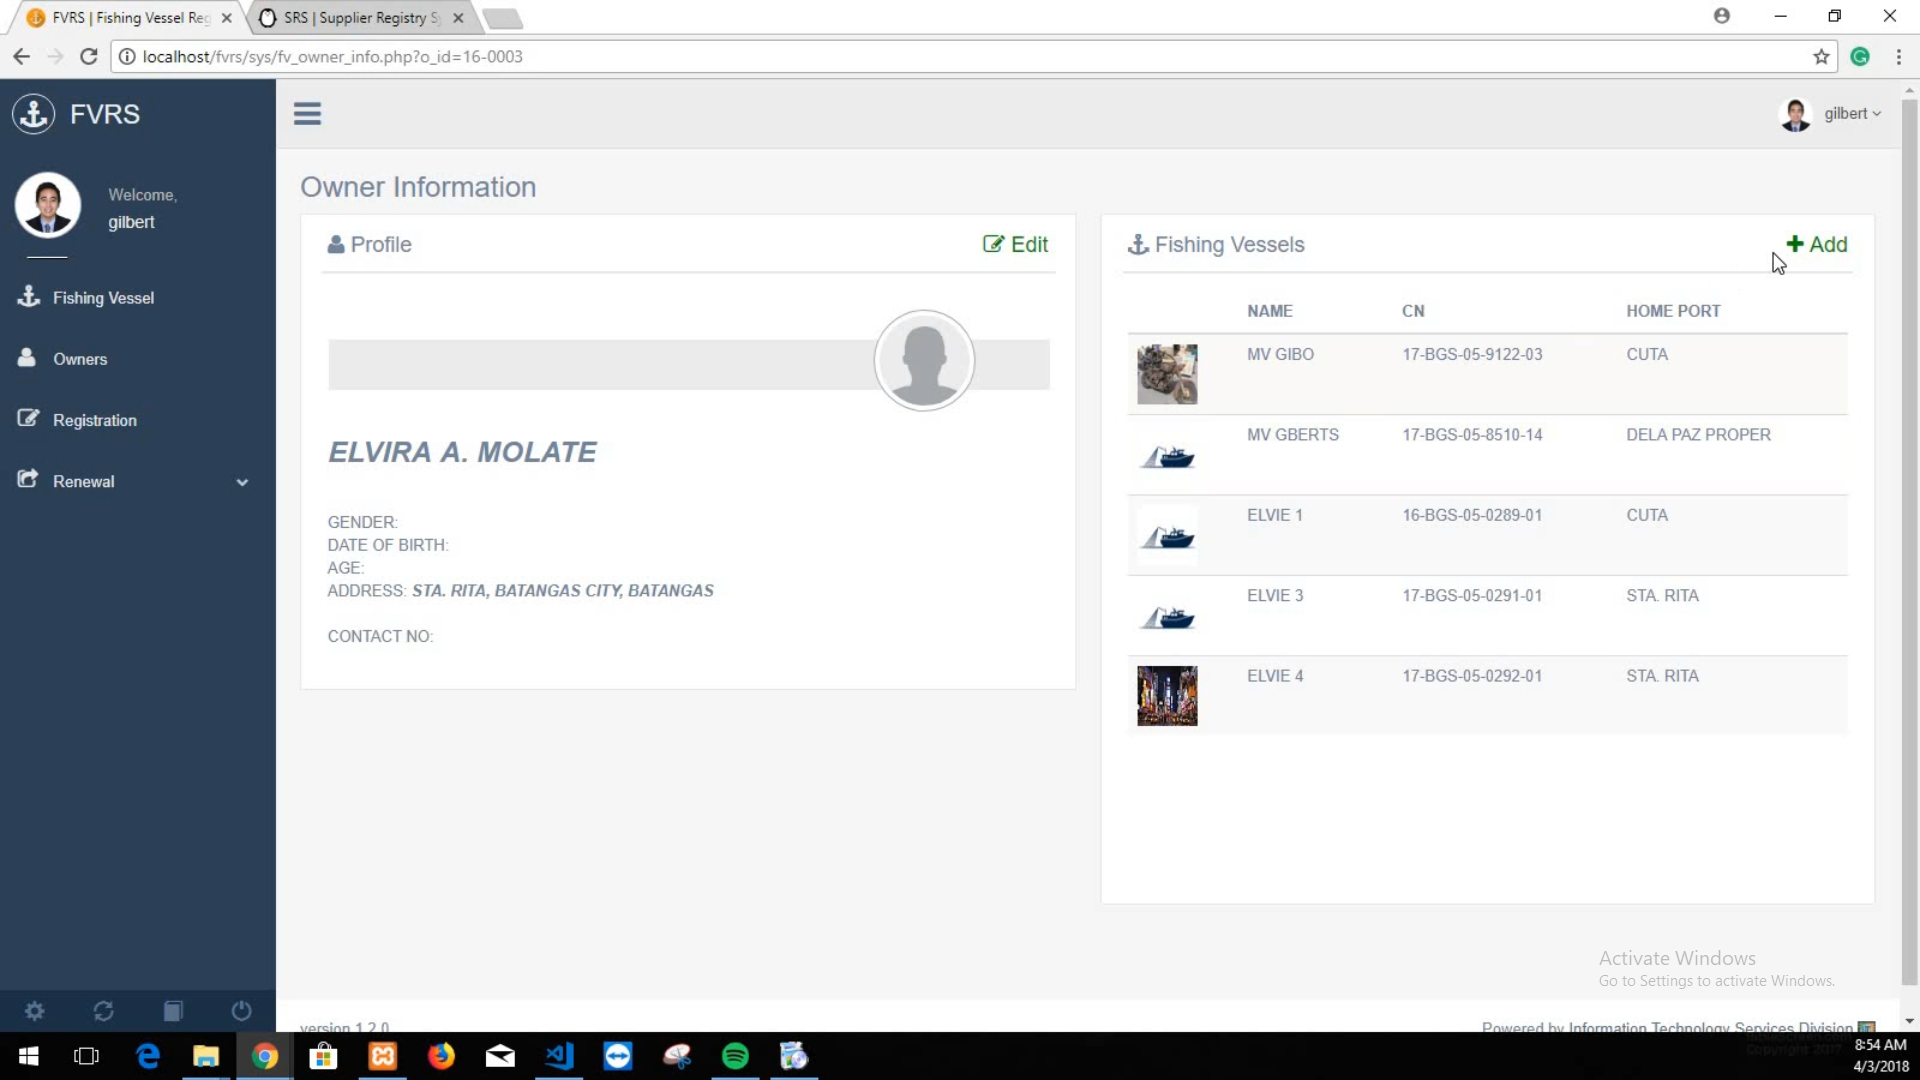 FVRS | Fishing Vessel Reg
SRS | Supplier Registry S
localhost/fvrs/sys/fv_owner_info.php?o_id=16-0003
FVRS
gilbert
Welcome,
gilbert
Fishing Vessel
Owners
Registration
Renewal
Owner Information
Profile
Edit
ELVIRA A. MOLATE
GENDER:
DATE OF BIRTH:
AGE:
ADDRESS: STA. RITA, BATANGAS CITY, BATANGAS
CONTACT NO:
Fishing Vessels
Add
NAME CN HOME PORT
MV GIBO 17-BGS-05-9122-03 CUTA
MV GBERTS 17-BGS-05-8510-14 DELA PAZ PROPER
ELVIE 1 16-BGS-05-0289-01 CUTA
ELVIE 3 17-BGS-05-0291-01 STA. RITA
ELVIE 4 17-BGS-05-0292-01 STA. RITA
Activate Windows
Go to Settings to activate Windows.
version 1.2.0
Powered by Information Technology Services Division
Copyright 2017
8:54 AM
4/3/2018